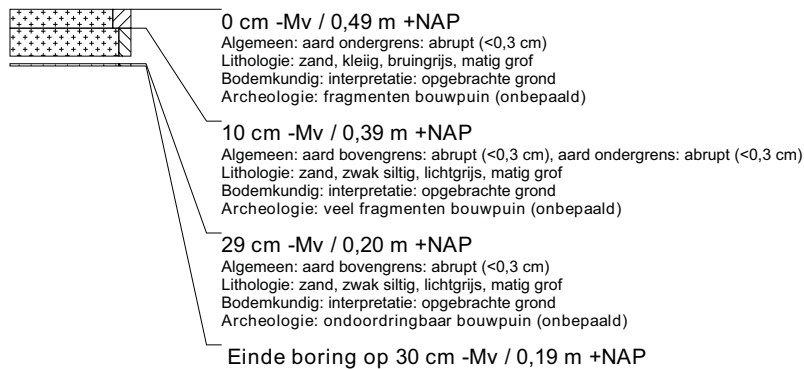 0 cm -Mv / 0,49 m +NAP
Algemeen: aard ondergrens: abrupt (<0,3 cm)
Lithologie: zand, kleiig, bruingrijs, matig grof
Bodemkundig: interpretatie: opgebrachte grond
Archeologie: fragmenten bouwpuin (onbepaald)
10 cm -Mv / 0,39 m +NAP
Algemeen: aard bovengrens: abrupt (<0,3 cm), aard ondergrens: abrupt (<0,3 cm)
Lithologie: zand, zwak siltig, lichtgrijs, matig grof
Bodemkundig: interpretatie: opgebrachte grond
Archeologie: veel fragmenten bouwpuin (onbepaald)
29 cm -Mv / 0,20 m +NAP
Algemeen: aard bovengrens: abrupt (<0,3 cm)
Lithologie: zand, zwak siltig, lichtgrijs, matig grof
Bodemkundig: interpretatie: opgebrachte grond
Archeologie: ondoordringbaar bouwpuin (onbepaald)
Einde boring op 30 cm -Mv / 0,19 m +NAP